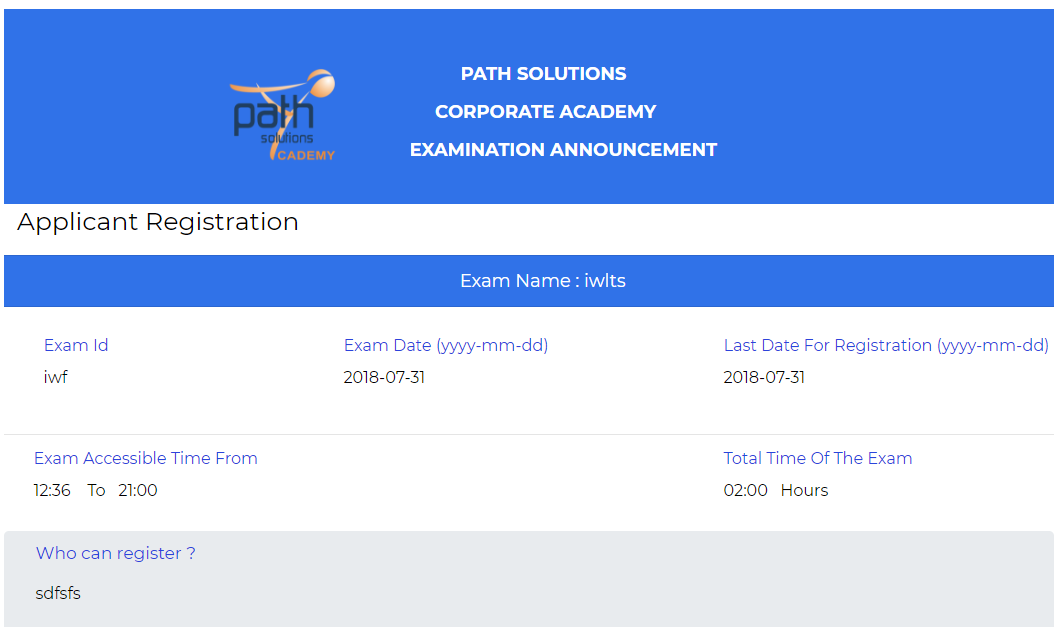 path
solutions
CADEMY
PATH SOLUTIONS
CORPORATE ACADEMY
EXAMINATION ANNOUNCEMENT
Applicant Registration
Exam Name : iwlts
Exam Id Exam Date (yyyy-mm-dd) Last Date For Registration (yyyy-mm-dd)
iwf 2018-07-31 2018-07-31
Exam Accessible Time From Total Time Of The Exam
12:36 To 21:00 02:00 Hours
Who can register ?
sdfsfs